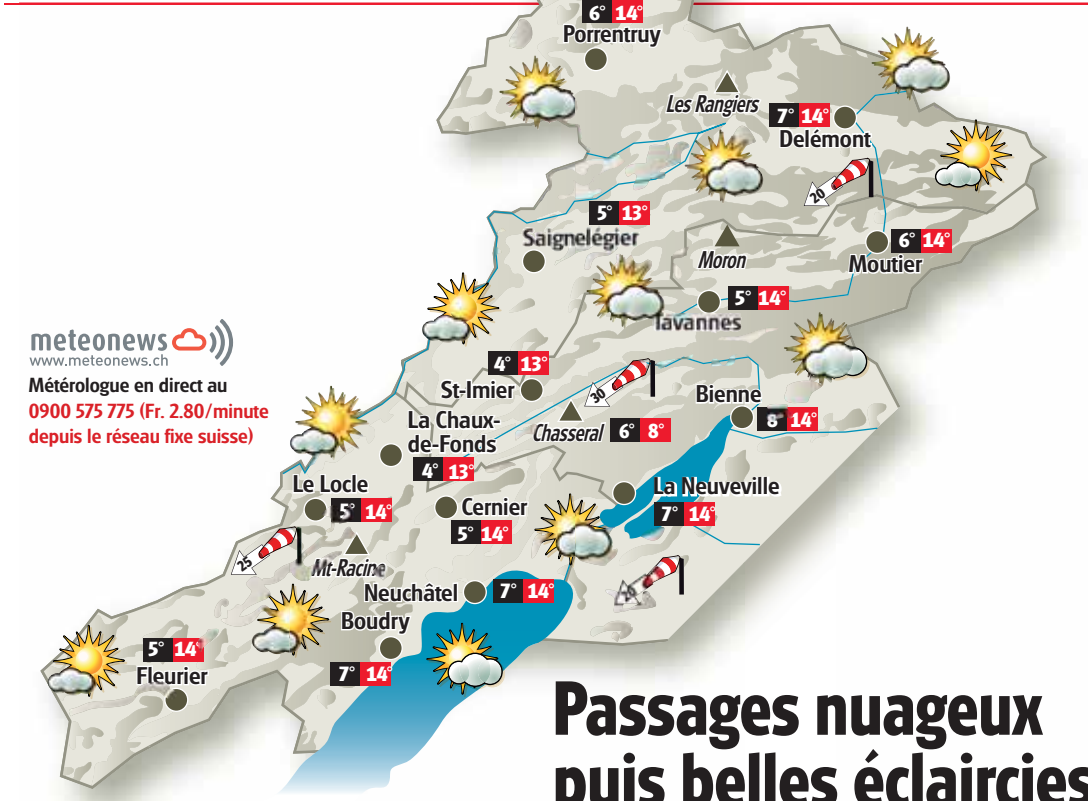 6° 14°
Porrentruy
Les Rangiers
7° 14°
Delémont
20
5° 13°
Saignelégier
Moron
6° 14°
Moutier
5° 14°
Tavannes
meteonews
www.meteonews.ch
Météorologue en direct au
0900 575 775 (Fr. 2.80/minute
depuis le réseau fixe suisse)
4° 13°
St-Imier
30
Chasseral 6° 8°
Bienne
8° 14°
La Chaux-
de-Fonds
4° 13°
Le Locle
5° 14°
Cernier
5° 14°
La Neuveville
7° 14°
25
Mt-Racine
20
Neuchâtel 7° 14°
Boudry
7° 14°
5° 14°
Fleurier
Passages nuageux
puis belles éclaircies